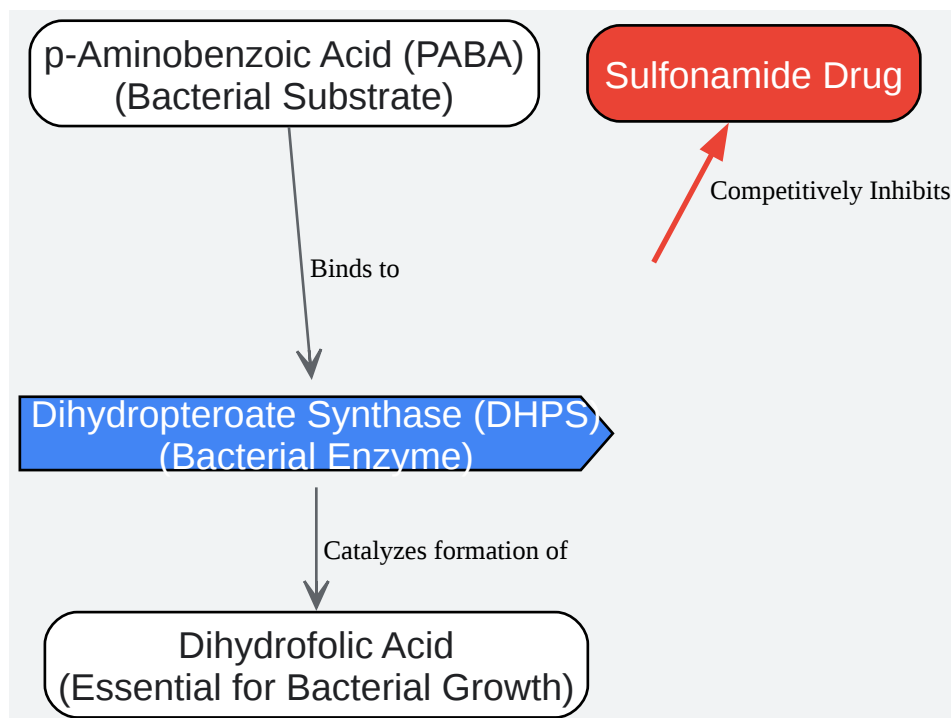 p-Aminobenzoic Acid (PABA)
(Bacterial Substrate)
Sulfonamide Drug
Competitively Inhibits
Binds to
Dihydropteroate Synthase (DHPS)
(Bacterial Enzyme)
Catalyzes formation of
Dihydrofolic Acid
(Essential for Bacterial Growth)